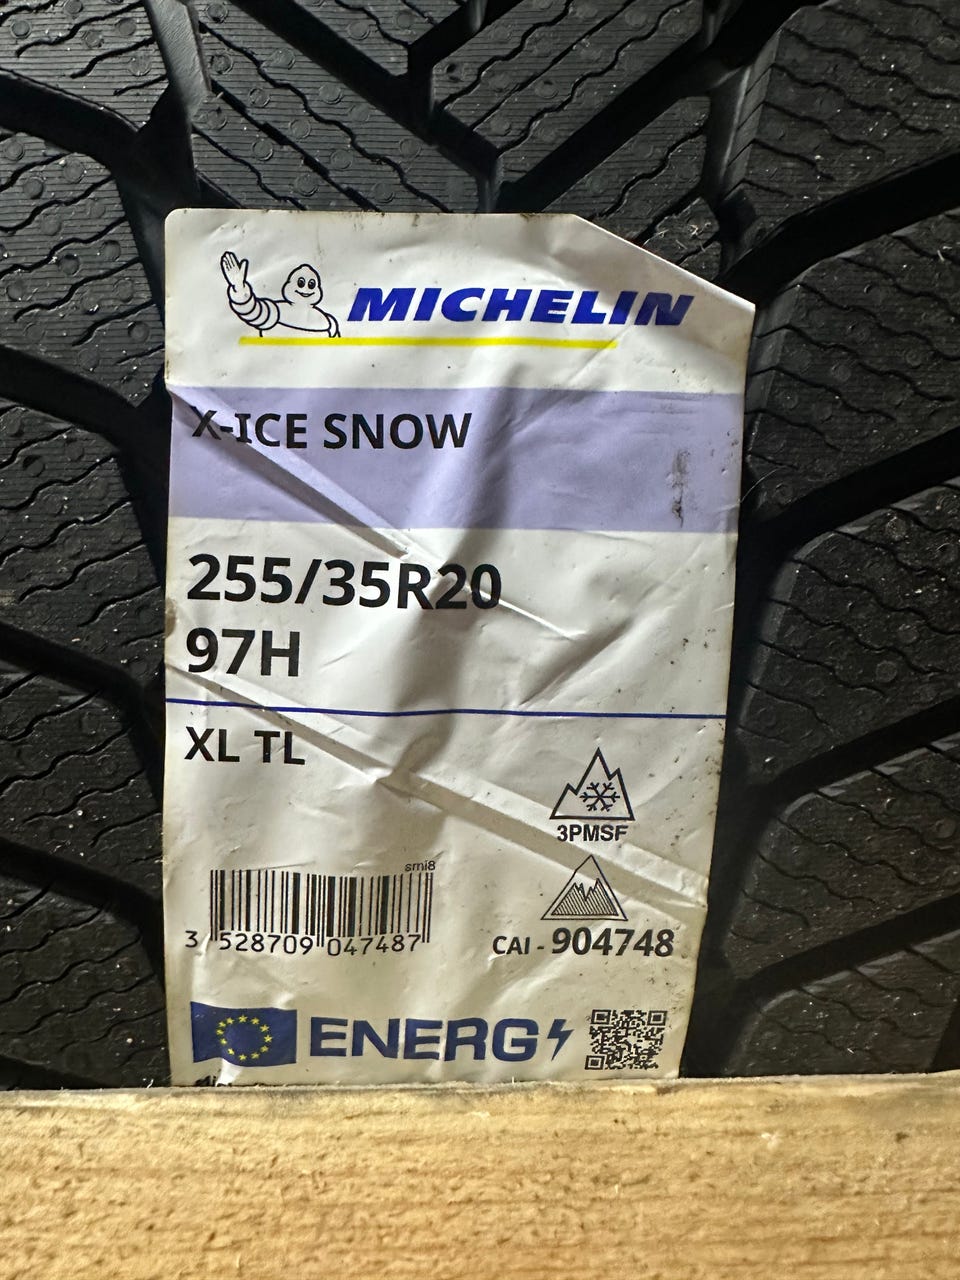 MICHELIN
X-ICE SNOW
255/35R20
97H
XL TL
3PMSF
smi8
3 528709 047487
CAI - 904748
ENERG